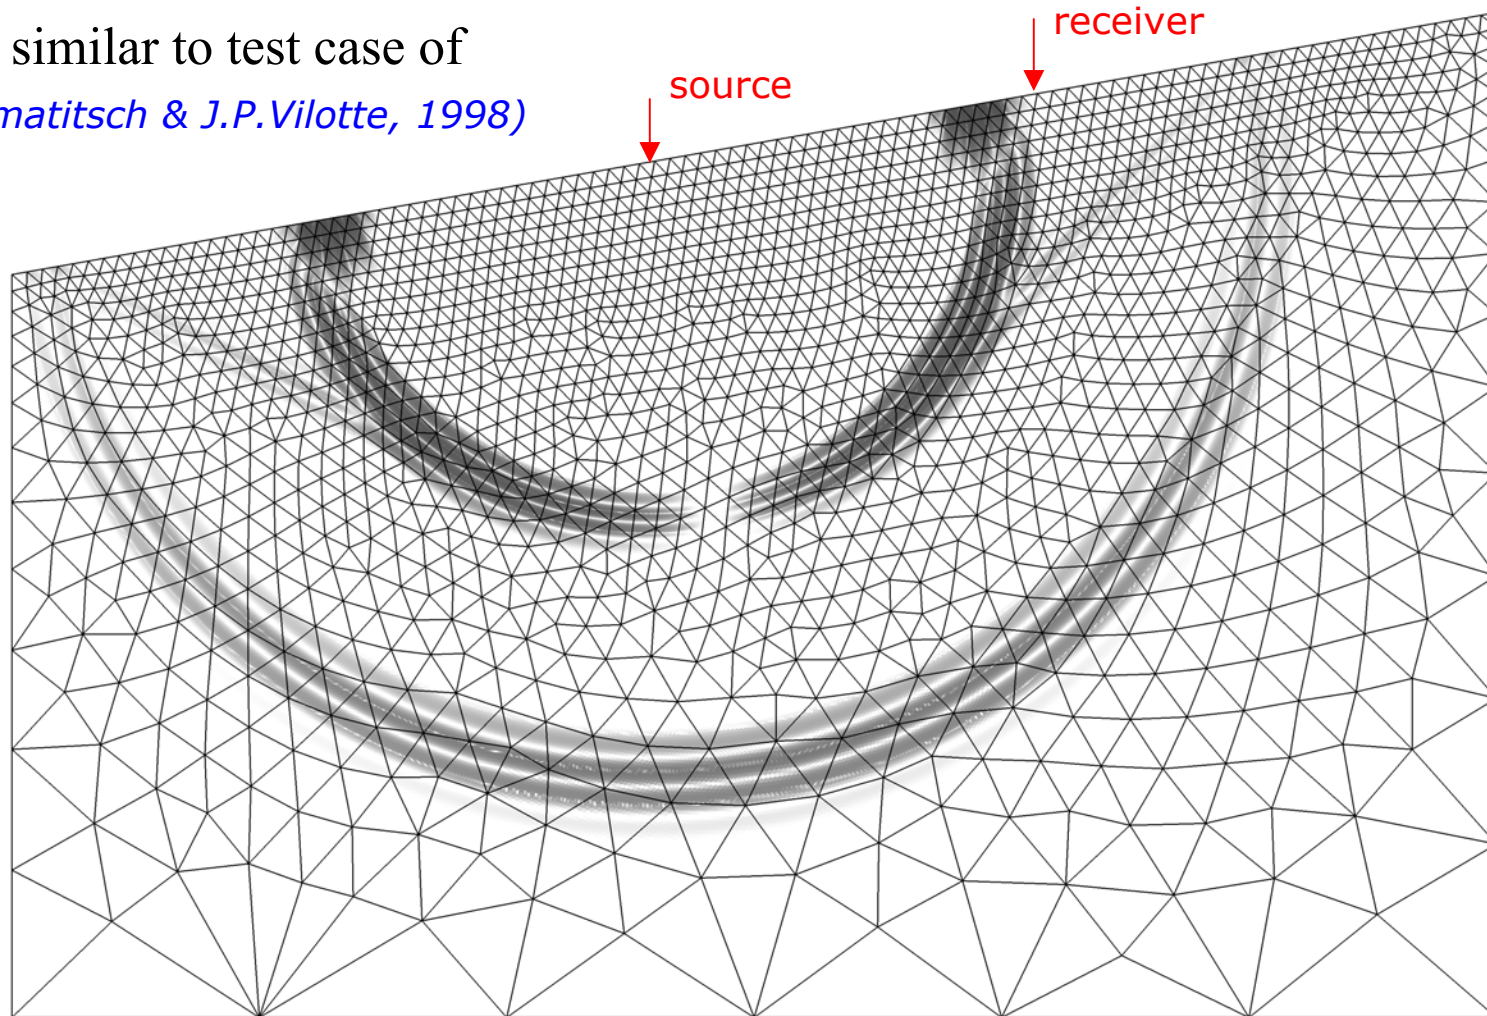 similar to test case of
matitsch & J.P.Vilotte, 1998)
source
receiver